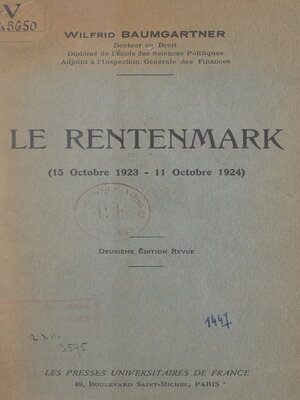 V
45650
WILFRID BAUMGARTNER
Docteur en Droit
Diplômé de l'École des Sciences Politiques
Adjoint à l'Inspection Générale des Finances
LE RENTENMARK
(15 Octobre 1923 - 11 Octobre 1924)
DEUXIÈME ÉDITION REVUE
1447
3545
LES PRESSES UNIVERSITAIRES DE FRANCE
49, BOULEVARD SAINT-MICHEL, PARIS